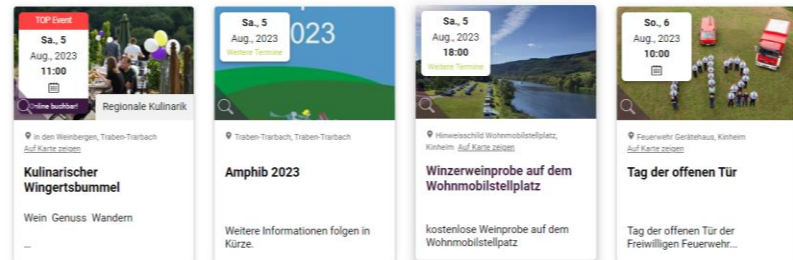 TOP Event
Sa., 5
Aug., 2023
11:00
Online buchbar!
Regionale Kulinarik
in den Weinbergen, Traben-Trarbach
Auf Karte zeigen
Kulinarischer
Wingertsbummel
Wein Genuss Wandern
...
Sa., 5
Aug., 2023
Weitere Termine
023
Traben-Trarbach, Traben-Trarbach
Amphib 2023
Weitere Informationen folgen in
Kürze.
Sa., 5
Aug., 2023
18:00
Weitere Termine
Hinweisschild Wohnmobilstellplatz,
Kinheim Auf Karte zeigen
Winzerweinprobe auf dem
Wohnmobilstellplatz
kostenlose Weinprobe auf dem
Wohnmobilstellpatz
So., 6
Aug., 2023
10:00
Feuerwehr Gerätehaus, Kinheim
Auf Karte zeigen
Tag der offenen Tür
Tag der offenen Tür der
Freiwilligen Feuerwehr...